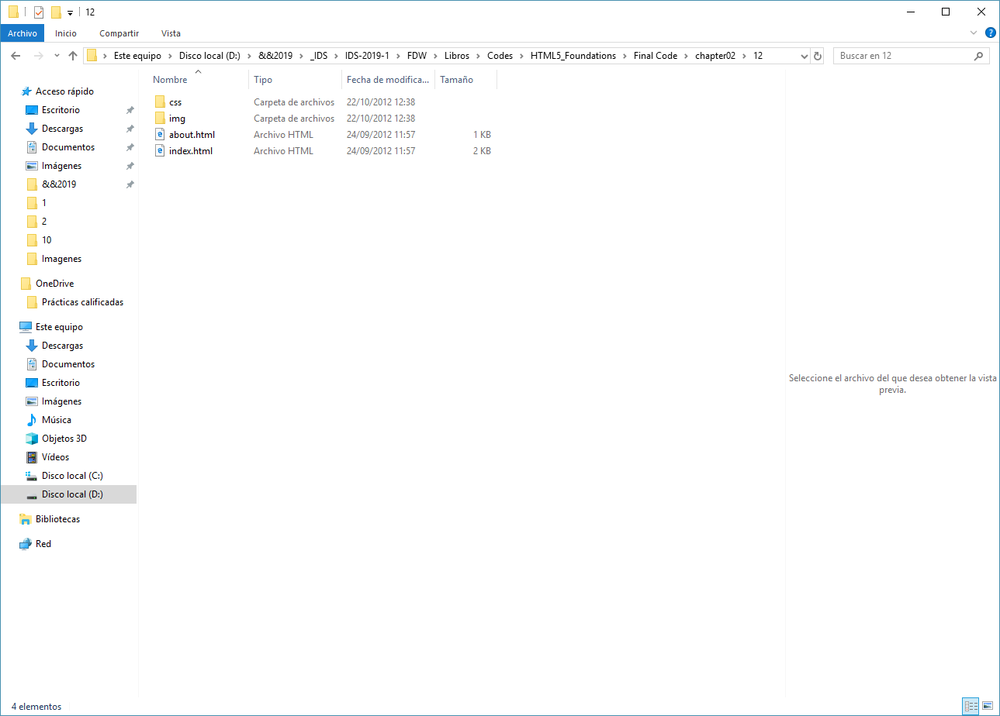 12
Archivo Inicio Compartir Vista
Este equipo Disco local (D:) &&2019 _IDS IDS-2019-1 FDW Libros Codes HTML5_Foundations Final Code chapter02 12 Buscar en 12
Nombre Tipo Fecha de modifica... Tamaño
css Carpeta de archivos 22/10/2012 12:38
img Carpeta de archivos 22/10/2012 12:38
about.html Archivo HTML 24/09/2012 11:57 1 KB
index.html Archivo HTML 24/09/2012 11:57 2 KB
Acceso rápido
Escritorio
Descargas
Documentos
Imágenes
&&2019
1
2
10
Imagenes
OneDrive
Prácticas calificadas
Este equipo
Descargas
Documentos
Escritorio
Imágenes
Música
Objetos 3D
Vídeos
Disco local (C:)
Disco local (D:)
Bibliotecas
Red
Seleccione el archivo del que desea obtener la vista
previa.
4 elementos